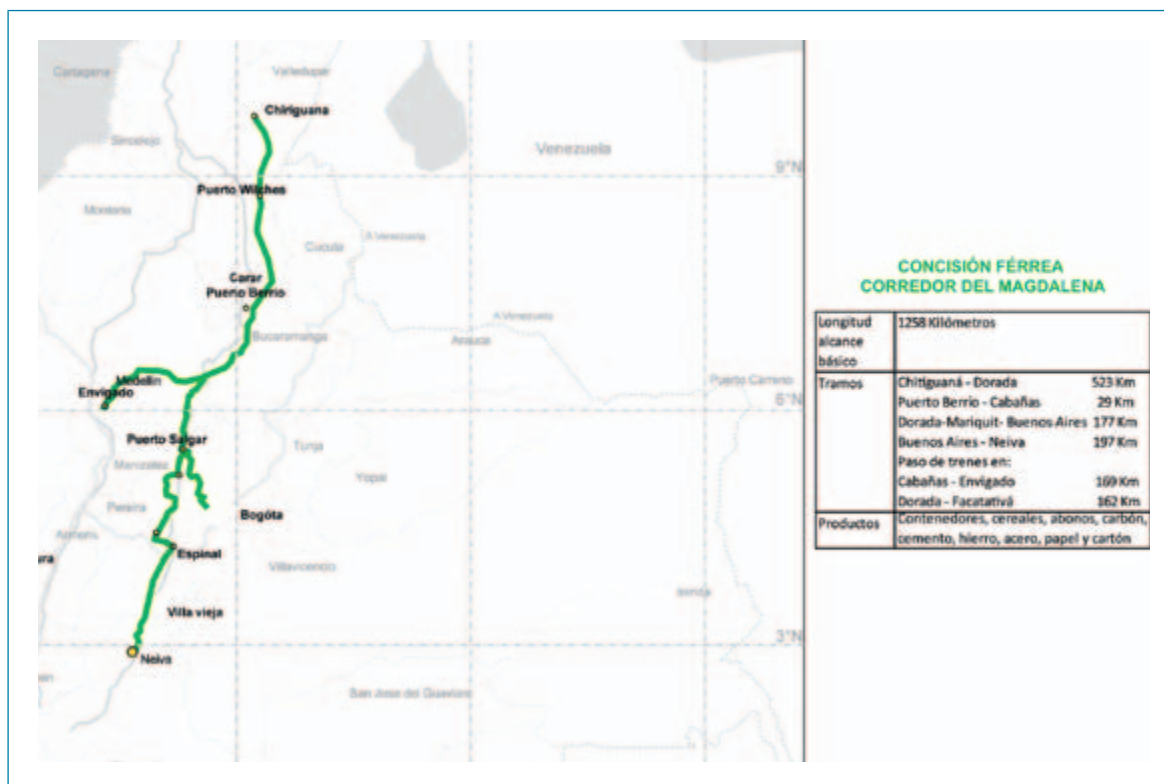 Cartagena
Valledupar
Chiriguana
Sincelejo
Venezuela
9°N
Puerto Wilches
Montería
A Venezuela
Cucuta
Carar
Puerto Berrio
A Venezuela
Bucaramanga
Arauca
Medellin
Puerto Carreno
Envigado
6°N
Puerto Salgar
Tunja
Manizales
Yopal
Pereira
Bogóta
Armenia
Espinal
Villavicencio
Villa vieja
3°N
Neiva
San Jose del Guaviare
CONCISIÓN FÉRREA
CORREDOR DEL MAGDALENA
Longitud 1258 Kilómetros
alcance
básico
Tramos Chitiguaná - Dorada 523 Km
Puerto Berrio - Cabañas 29 Km
Dorada-Mariquit- Buenos Aires 177 Km
Buenos Aires - Neiva 197 Km
Paso de trenes en:
Cabañas - Envigado 169 Km
Dorada - Facatativá 162 Km
Productos Contenedores, cereales, abonos, carbón,
cemento, hierro, acero, papel y cartón